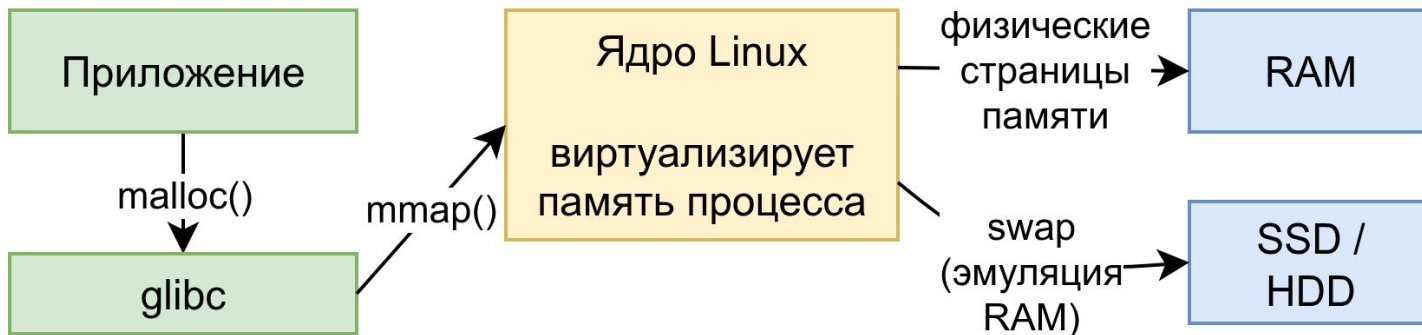 Приложение
malloc()
glibc
mmap()
Ядро Linux
виртуализирует
память процесса
физические
страницы
памяти
RAM
swap
(эмуляция
RAM)
SSD /
HDD